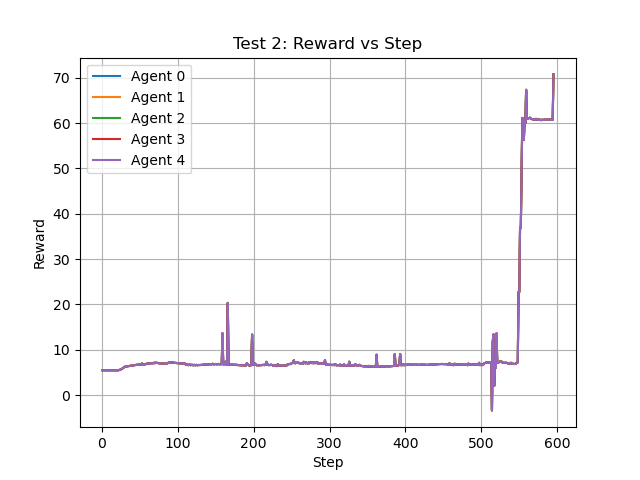 Test 2: Reward vs Step
Agent 0
Agent 1
Agent 2
Agent 3
Agent 4
70
60
50
40
30
20
10
0
Reward
0 100 200 300 400 500 600
Step